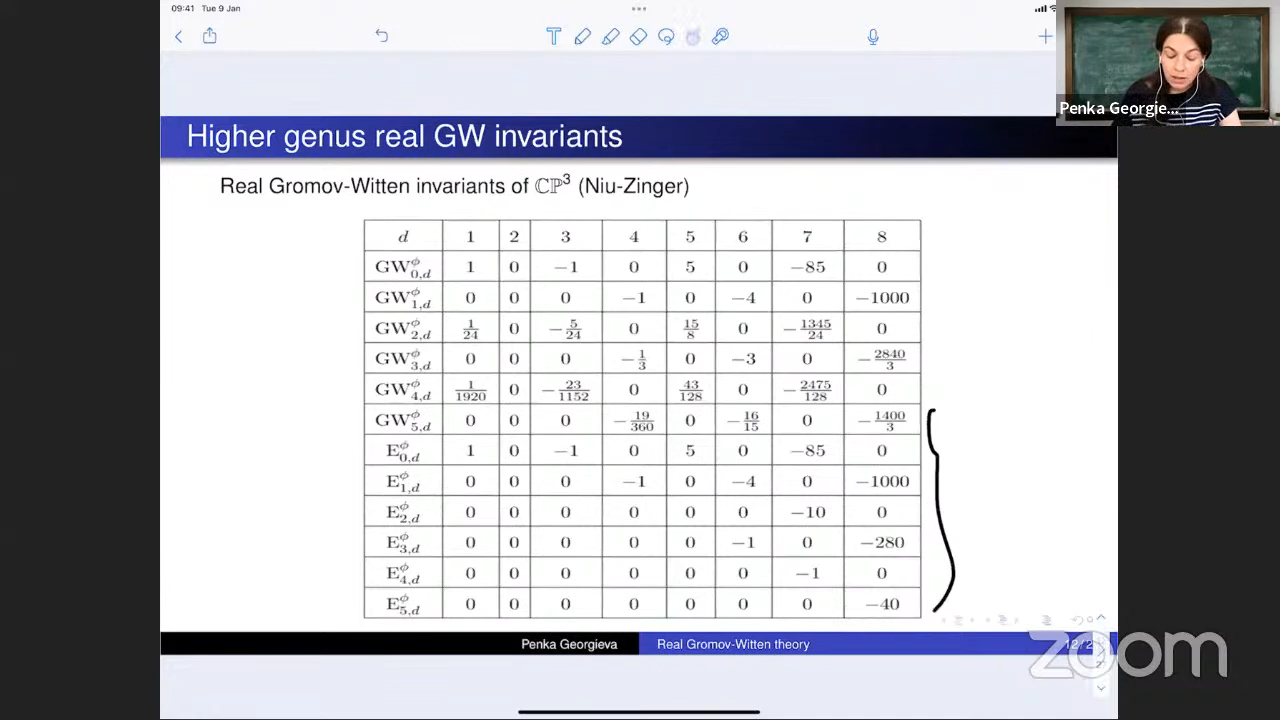 09:41 Tue 9 Jan
Penka Georgie...
Higher genus real GW invariants
Real Gromov-Witten invariants of ℂℙ³ (Niu-Zinger)
d 1 2 3 4 5 6 7 8
GW^ϕ_{0,d} 1 0 −1 0 5 0 −85 0
GW^ϕ_{1,d} 0 0 0 −1 0 −4 0 −1000
GW^ϕ_{2,d} 1/24 0 −5/24 0 15/8 0 −1345/24 0
GW^ϕ_{3,d} 0 0 0 −1/3 0 −3 0 −2840/3
GW^ϕ_{4,d} 1/1920 0 −23/1152 0 43/128 0 −2475/128 0
GW^ϕ_{5,d} 0 0 0 −19/360 0 −16/15 0 −1400/3
E^ϕ_{0,d} 1 0 −1 0 5 0 −85 0
E^ϕ_{1,d} 0 0 0 −1 0 −4 0 −1000
E^ϕ_{2,d} 0 0 0 0 0 0 −10 0
E^ϕ_{3,d} 0 0 0 0 0 −1 0 −280
E^ϕ_{4,d} 0 0 0 0 0 0 −1 0
E^ϕ_{5,d} 0 0 0 0 0 0 0 −40
Penka Georgieva Real Gromov-Witten theory
zoom